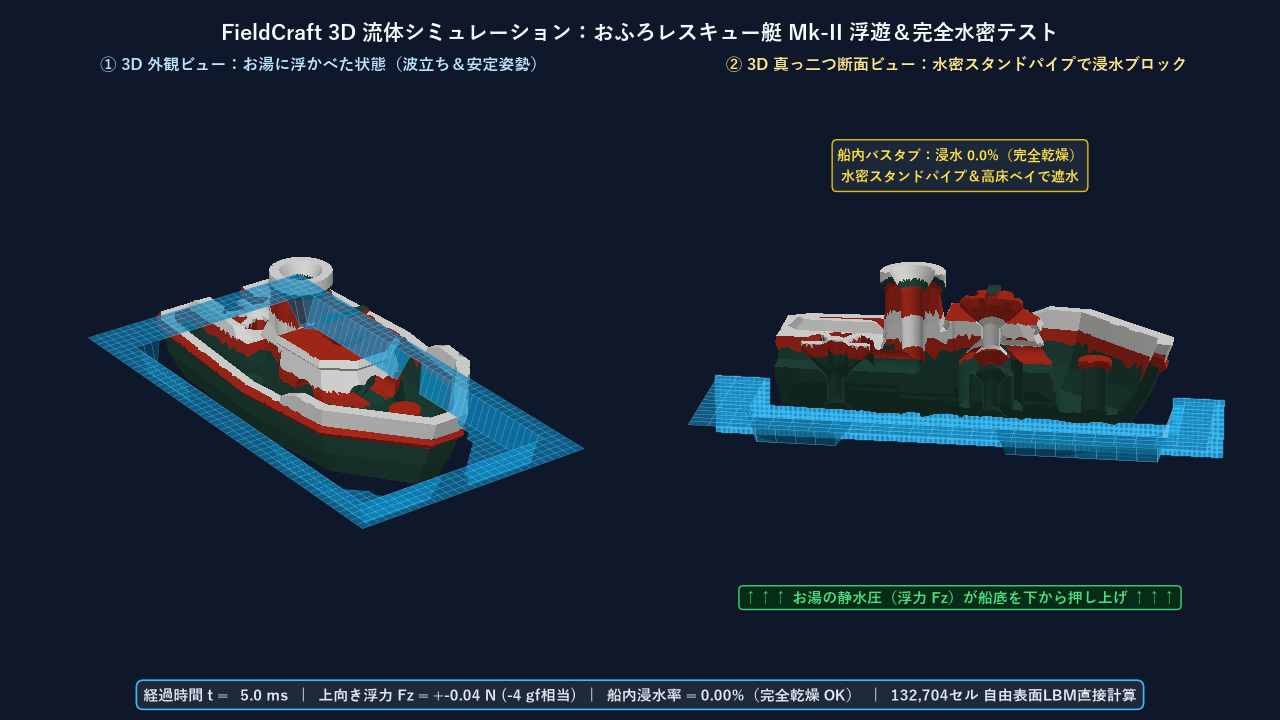 FieldCraft 3D 流体シミュレーション：おふろレスキュー艇 Mk-II 浮遊＆完全水密テスト
① 3D 外観ビュー：お湯に浮かべた状態（波立ち＆安定姿勢）
② 3D 真っ二つ断面ビュー：水密スタンドパイプで浸水ブロック
船内バスタブ：浸水 0.0%（完全乾燥）
水密スタンドパイプ＆高床ベイで遮水
↑ ↑ ↑ お湯の静水圧（浮力 Fz）が船底を下から押し上げ ↑ ↑ ↑
経過時間 t = 5.0 ms ｜ 上向き浮力 Fz = +-0.04 N (-4 gf相当) ｜ 船内浸水率 = 0.00%（完全乾燥 OK） ｜ 132,704セル 自由表面LBM直接計算